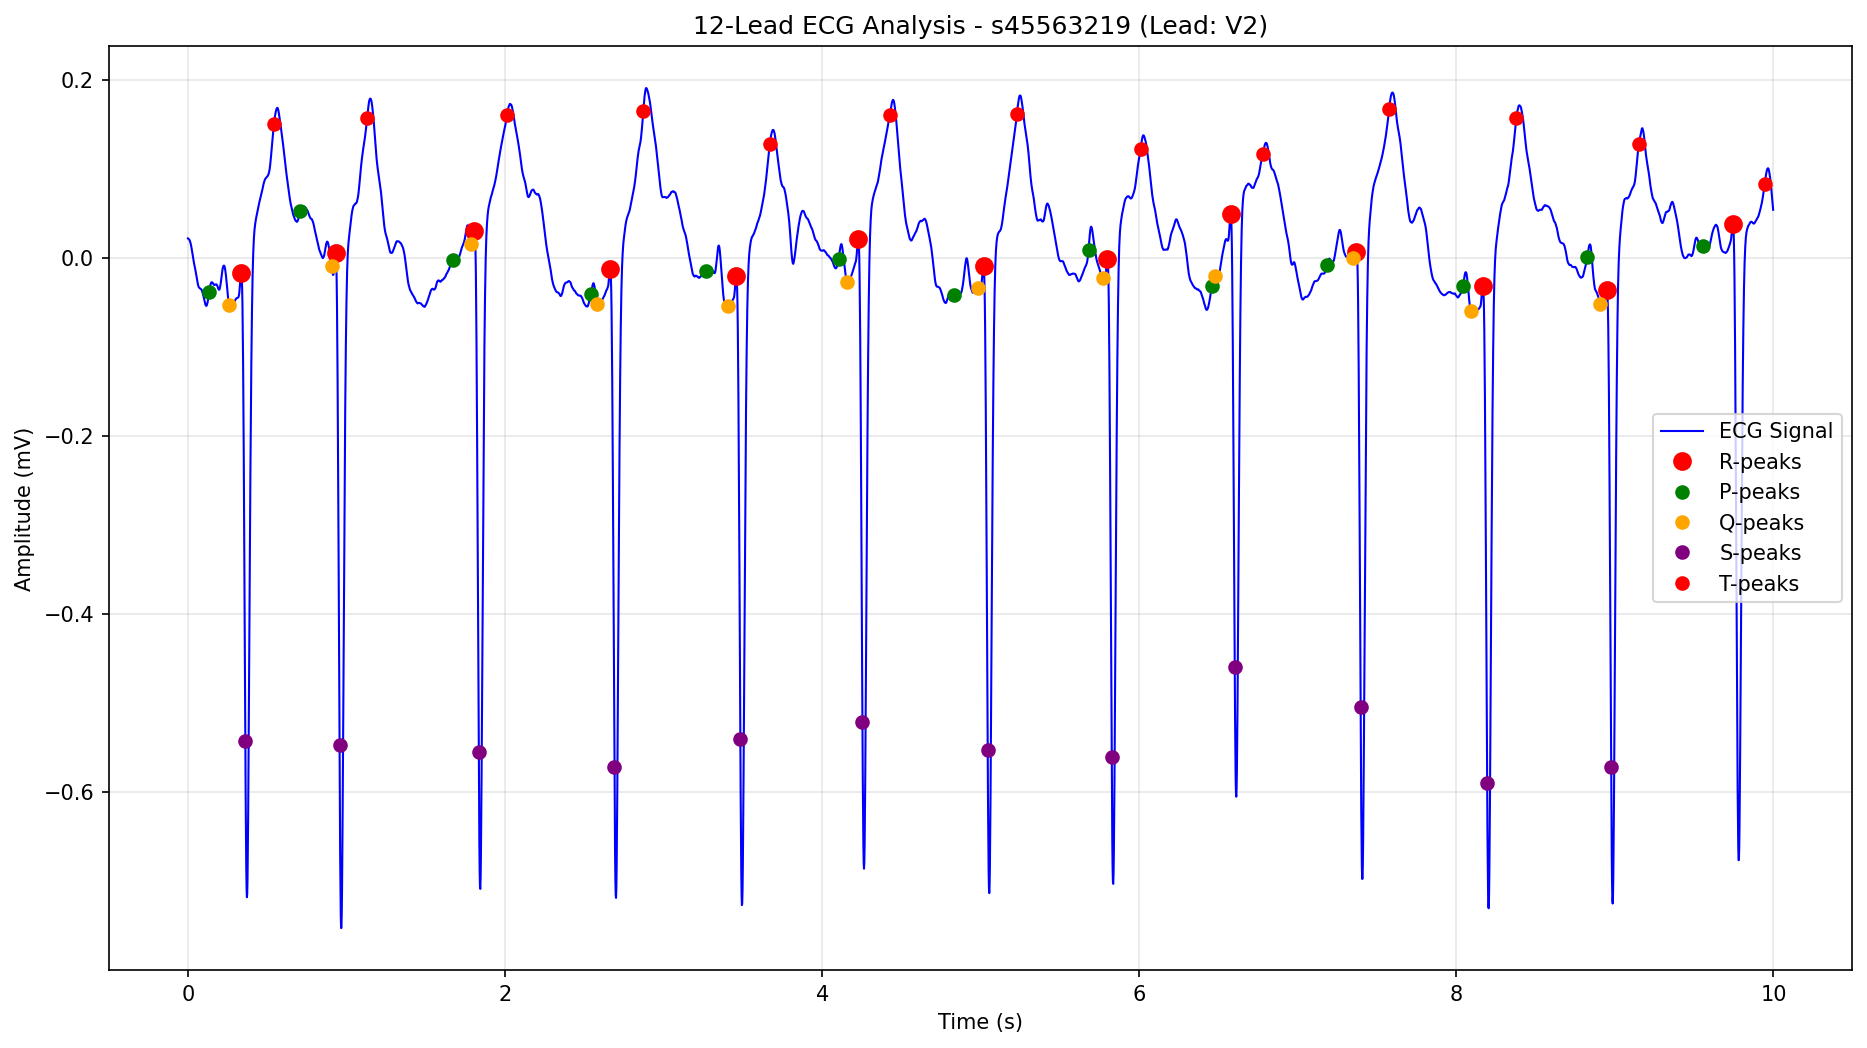 12-Lead ECG Analysis - s45563219 (Lead: V2)
Amplitude (mV)
0.2
0.0
−0.2
−0.4
−0.6
ECG Signal
R-peaks
P-peaks
Q-peaks
S-peaks
T-peaks
0 2 4 6 8 10
Time (s)